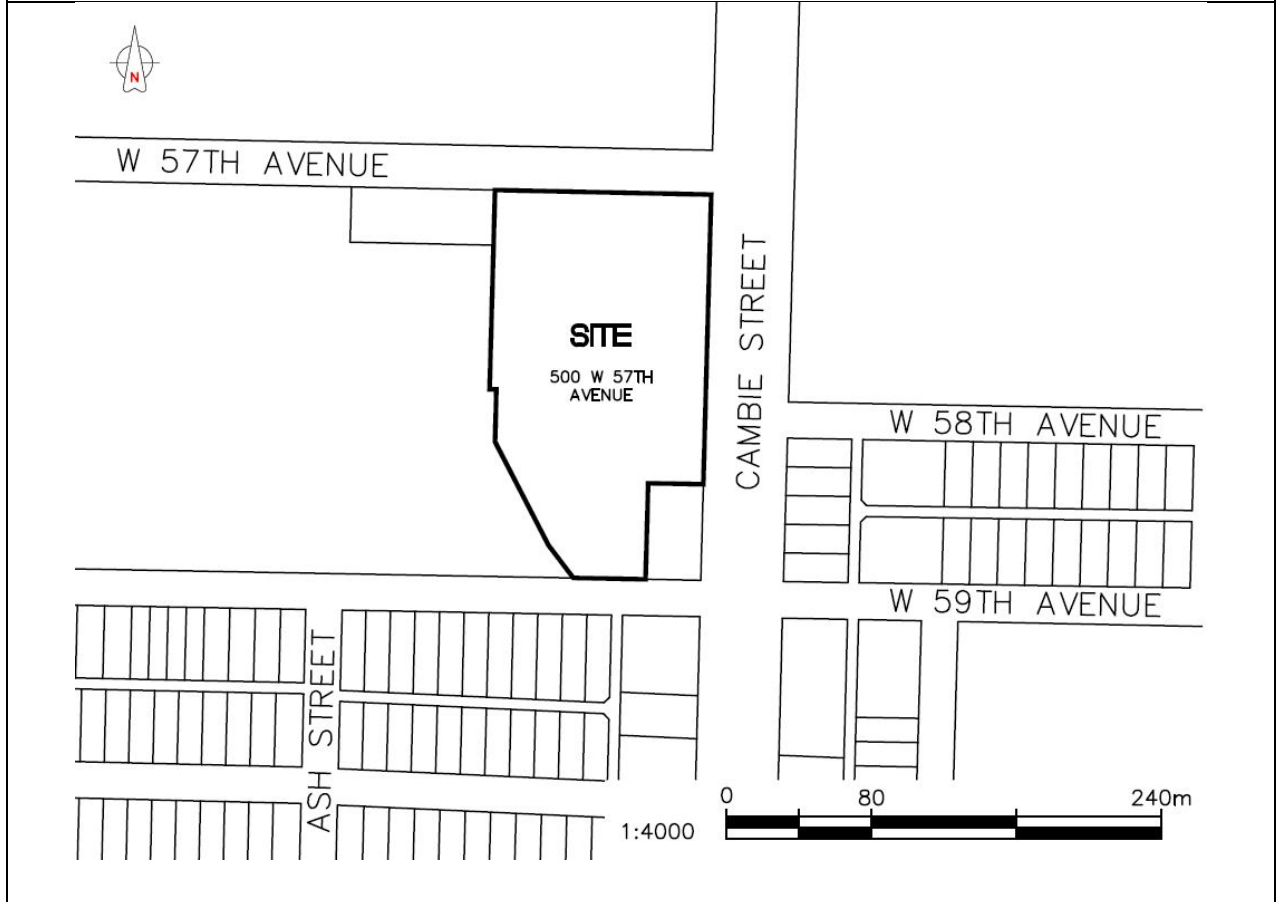 N
W 57TH AVENUE
SITE
500 W 57TH
AVENUE
CAMBIE STREET
W 58TH AVENUE
W 59TH AVENUE
ASH STREET
0 80 240m
1:4000